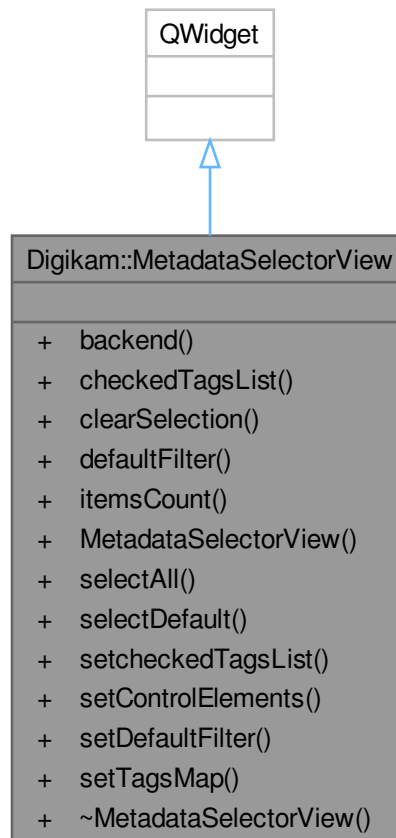 QWidget
Digikam::MetadataSelectorView
+ backend()
+ checkedTagsList()
+ clearSelection()
+ defaultFilter()
+ itemsCount()
+ MetadataSelectorView()
+ selectAll()
+ selectDefault()
+ setcheckedTagsList()
+ setControlElements()
+ setDefaultFilter()
+ setTagsMap()
+ ~MetadataSelectorView()